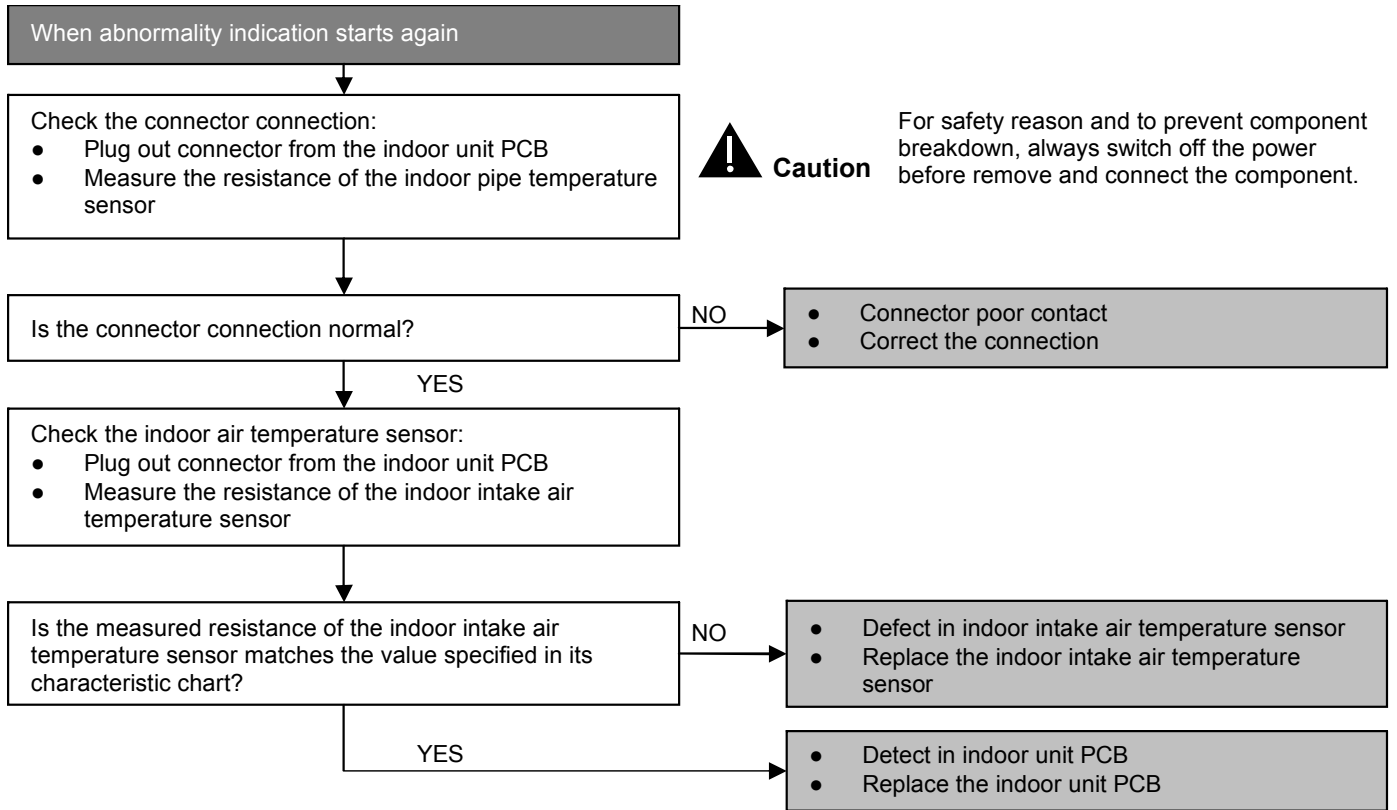 When abnormality indication starts again
Check the connector connection:
● Plug out connector from the indoor unit PCB
● Measure the resistance of the indoor pipe temperature
sensor
Caution
For safety reason and to prevent component
breakdown, always switch off the power
before remove and connect the component.
Is the connector connection normal?
NO
● Connector poor contact
● Correct the connection
YES
Check the indoor air temperature sensor:
● Plug out connector from the indoor unit PCB
● Measure the resistance of the indoor intake air
temperature sensor
Is the measured resistance of the indoor intake air
temperature sensor matches the value specified in its
characteristic chart?
NO
● Defect in indoor intake air temperature sensor
● Replace the indoor intake air temperature
sensor
YES
● Detect in indoor unit PCB
● Replace the indoor unit PCB